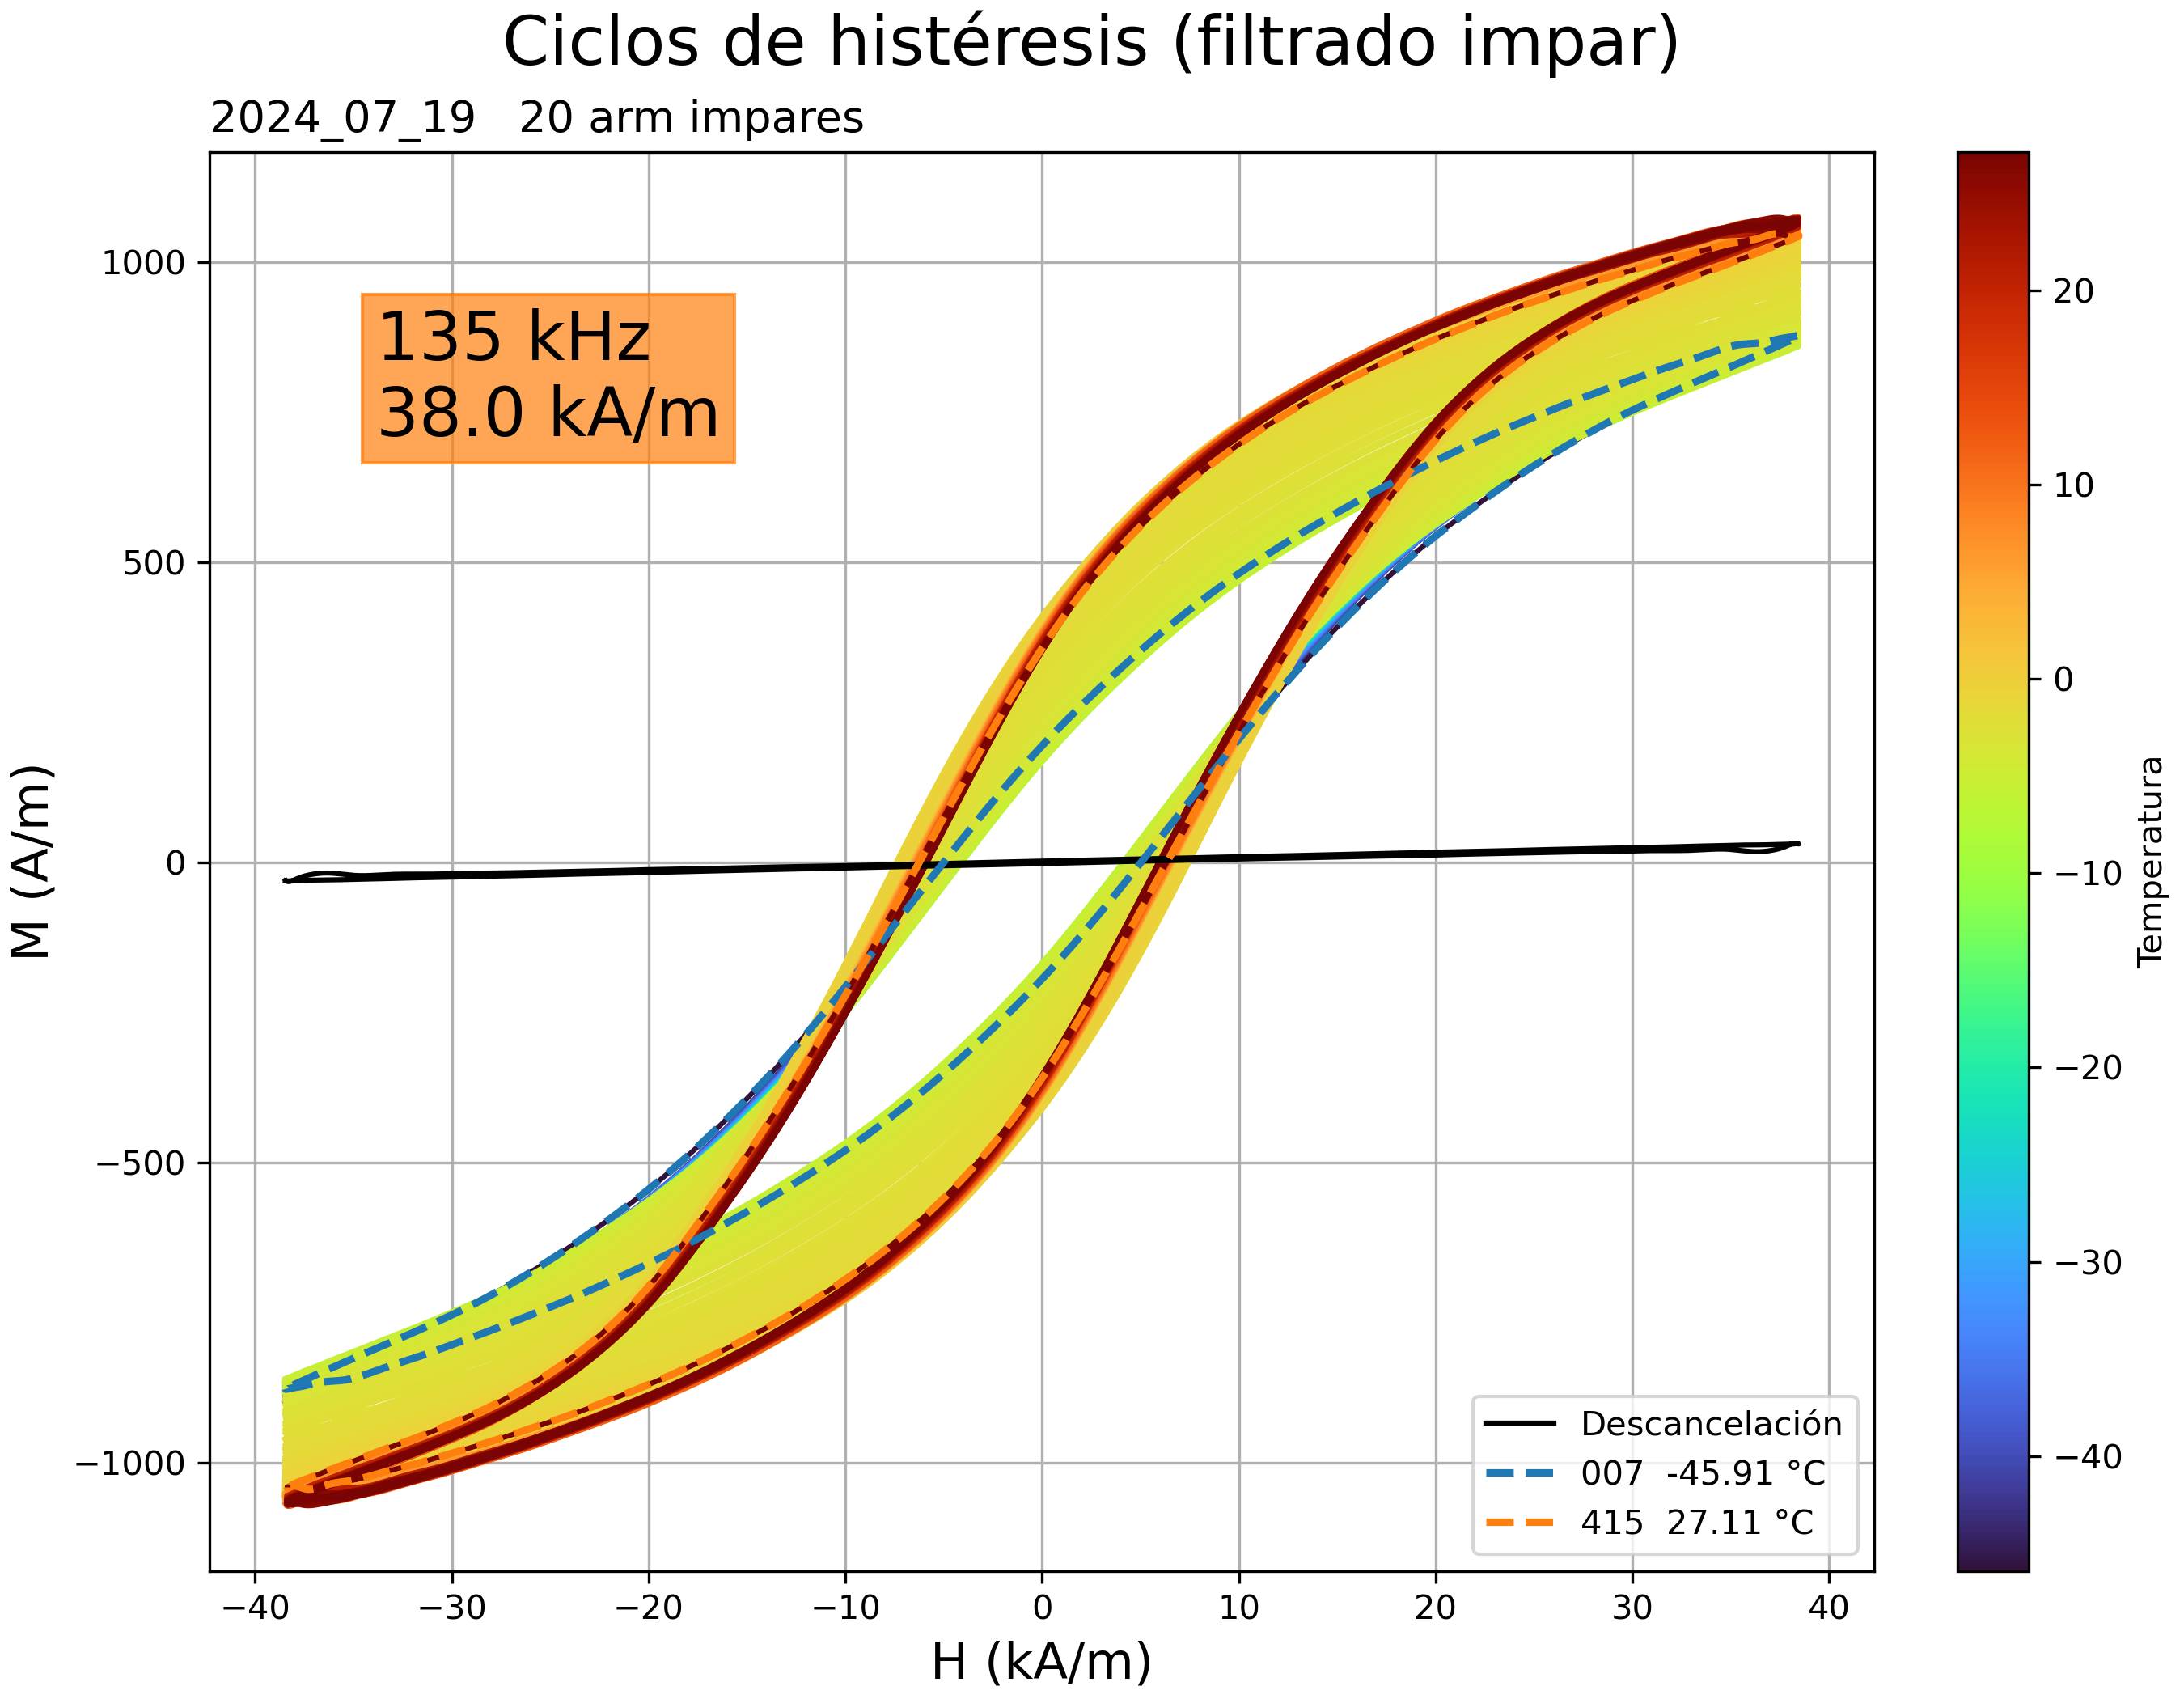 Ciclos de histéresis (filtrado impar)
2024_07_19   20 arm impares
135 kHz
38.0 kA/m
M (A/m)
1000
500
0
−500
−1000
−40
−30
−20
−10
0
10
20
30
40
H (kA/m)
Descancelación
007  -45.91 °C
415  27.11 °C
20
10
0
−10
−20
−30
−40
Temperatura